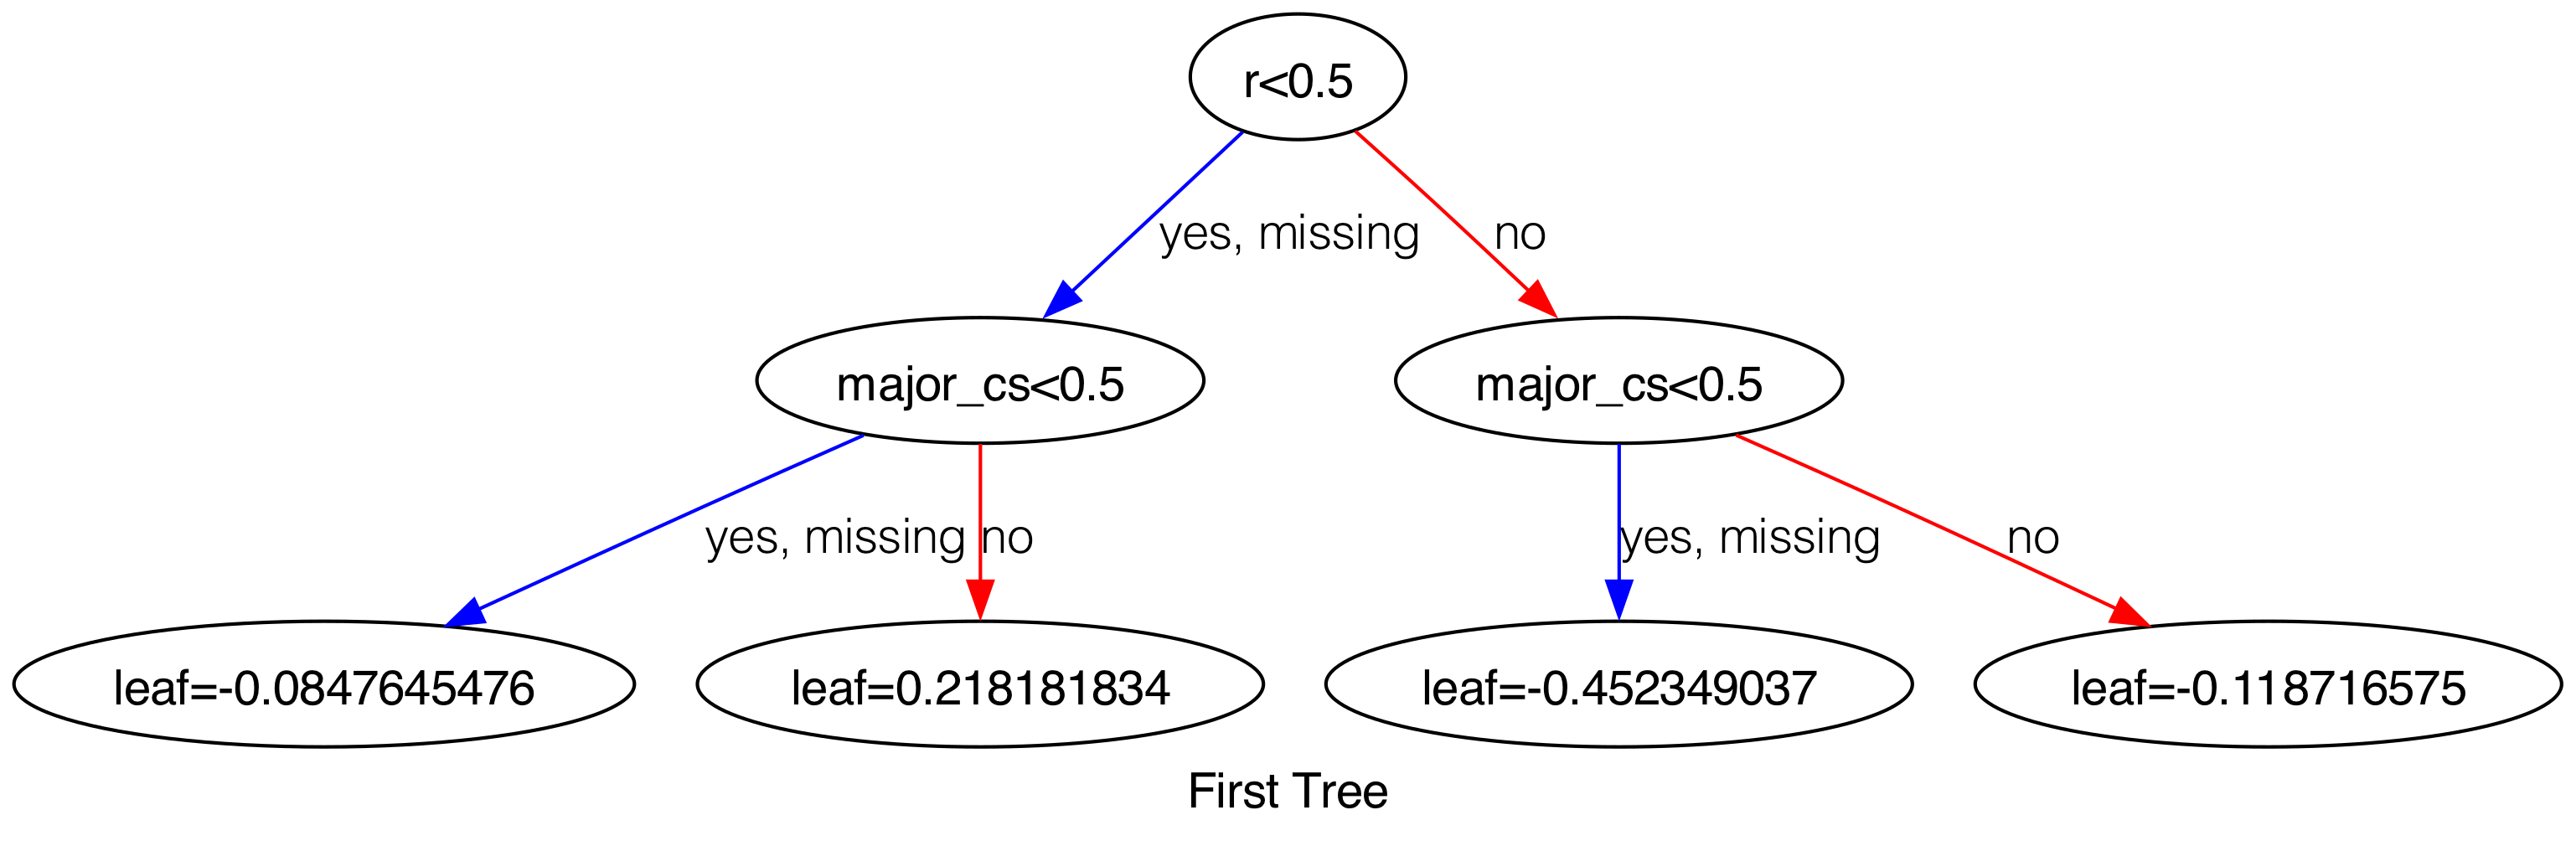 r<0.5
yes, missing
no
major_cs<0.5
major_cs<0.5
yes, missing
no
yes, missing
no
leaf=-0.0847645476
leaf=0.218181834
leaf=-0.452349037
leaf=-0.118716575
First Tree